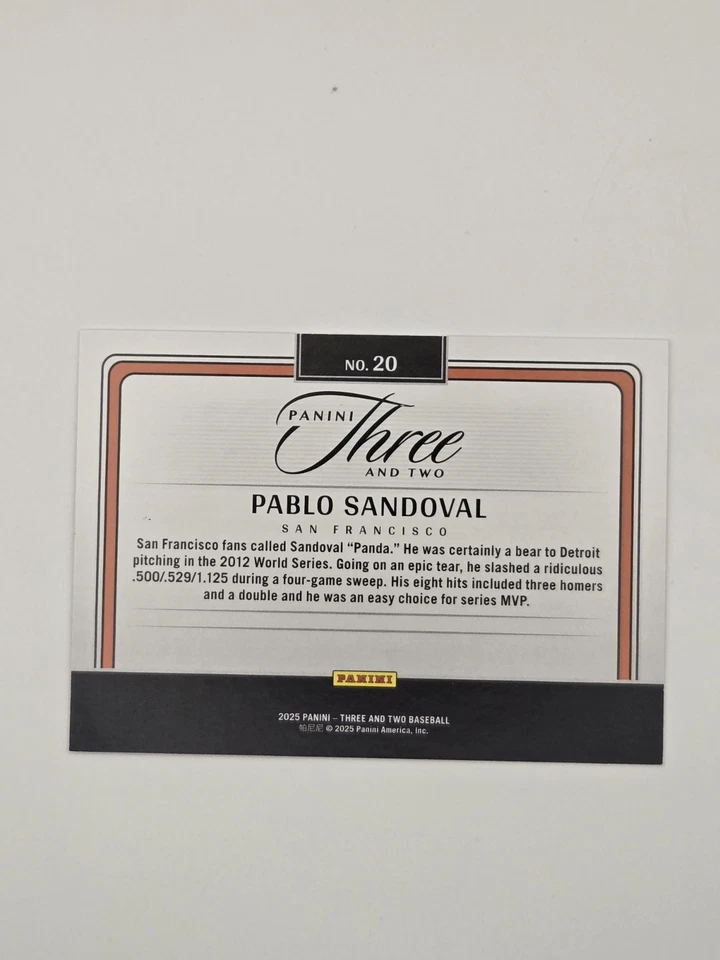 NO. 20
PANINI
Three
AND TWO
PABLO SANDOVAL
SAN FRANCISCO
San Francisco fans called Sandoval “Panda.” He was certainly a bear to Detroit
pitching in the 2012 World Series. Going on an epic tear, he slashed a ridiculous
.500/.529/1.125 during a four-game sweep. His eight hits included three homers
and a double and he was an easy choice for series MVP.
PANINI
2025 PANINI – THREE AND TWO BASEBALL
帕尼尼 © 2025 Panini America, Inc.